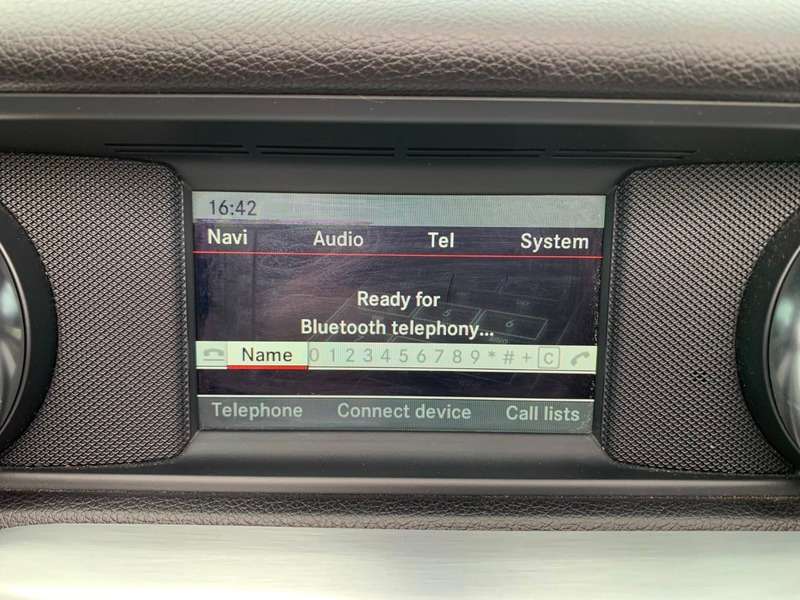 16:42
Navi Audio Tel System
Ready for
Bluetooth telephony...
Name 0 1 2 3 4 5 6 7 8 9 * # + C
Telephone Connect device Call lists